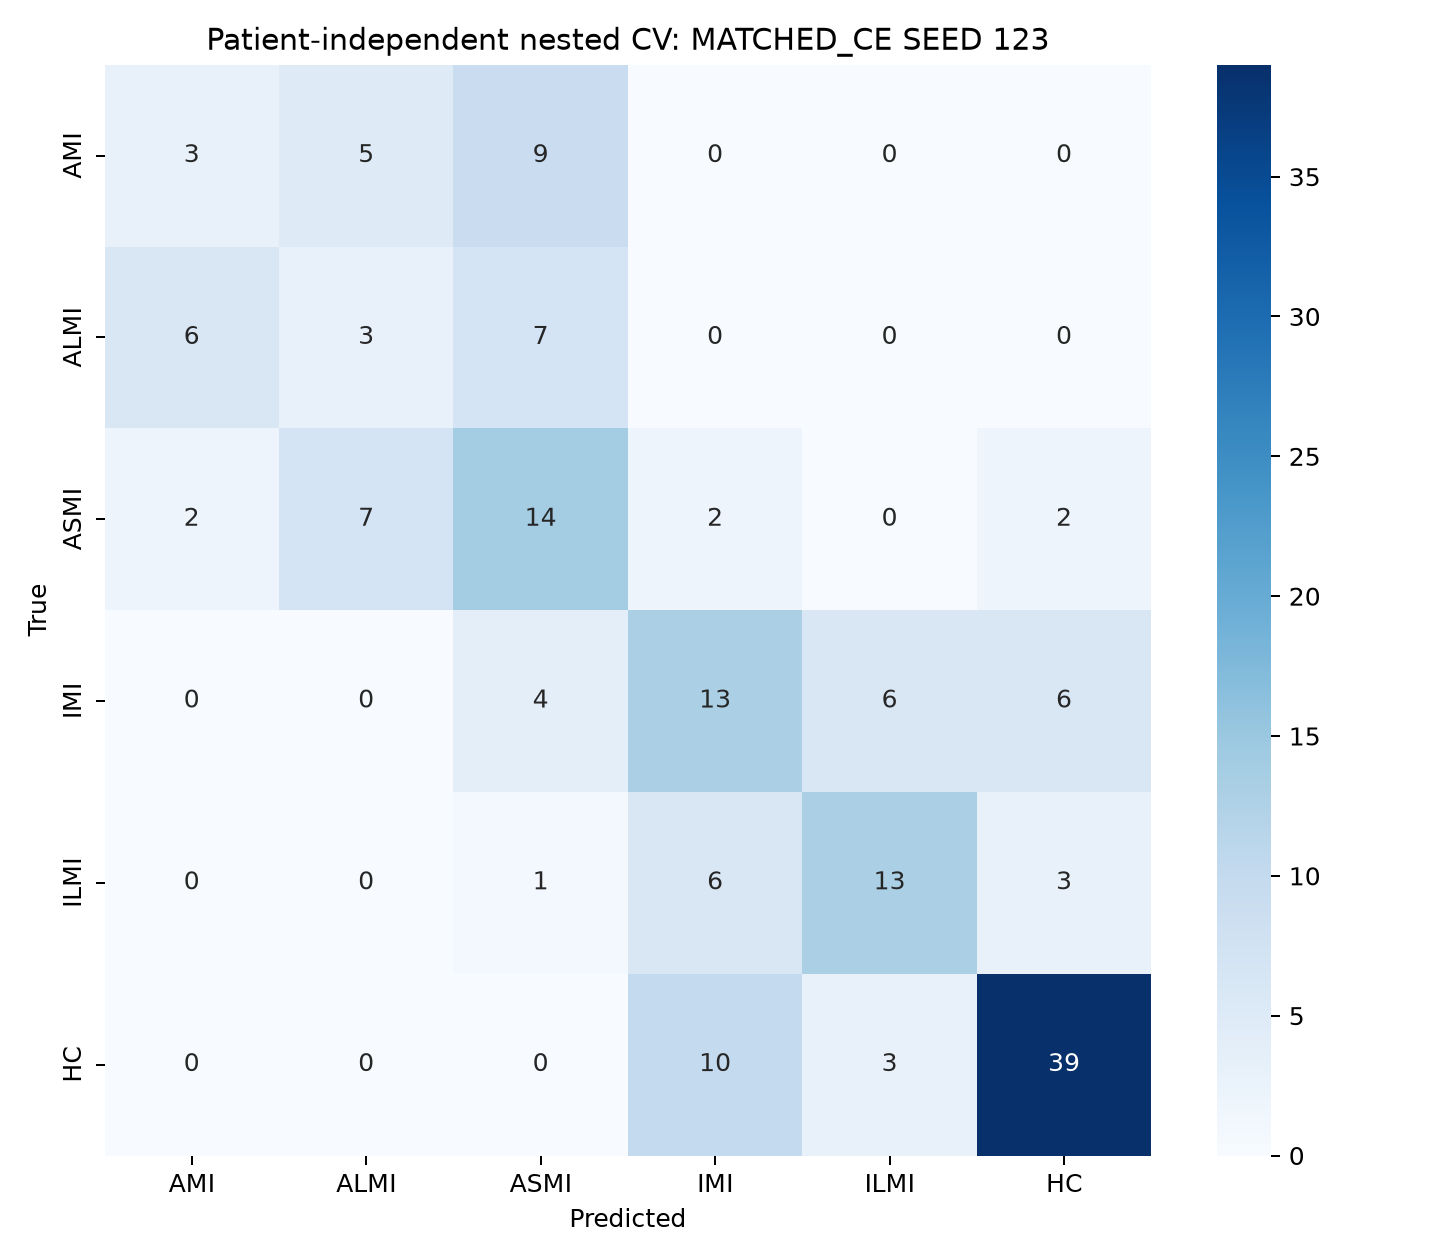 Patient-independent nested CV: MATCHED_CE SEED 123
True
AMI 3 5 9 0 0 0
ALMI 6 3 7 0 0 0
ASMI 2 7 14 2 0 2
IMI 0 0 4 13 6 6
ILMI 0 0 1 6 13 3
HC 0 0 0 10 3 39
AMI ALMI ASMI IMI ILMI HC
Predicted
35
30
25
20
15
10
5
0